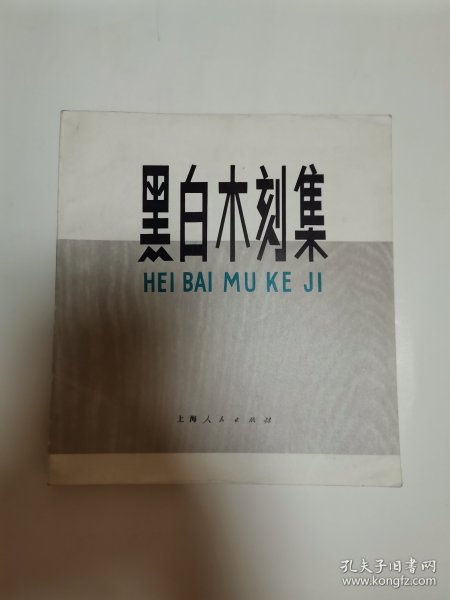 黑白木刻集
HEI BAI MU KE JI
上海人民出版社
孔夫子旧书网
www.kongfz.com